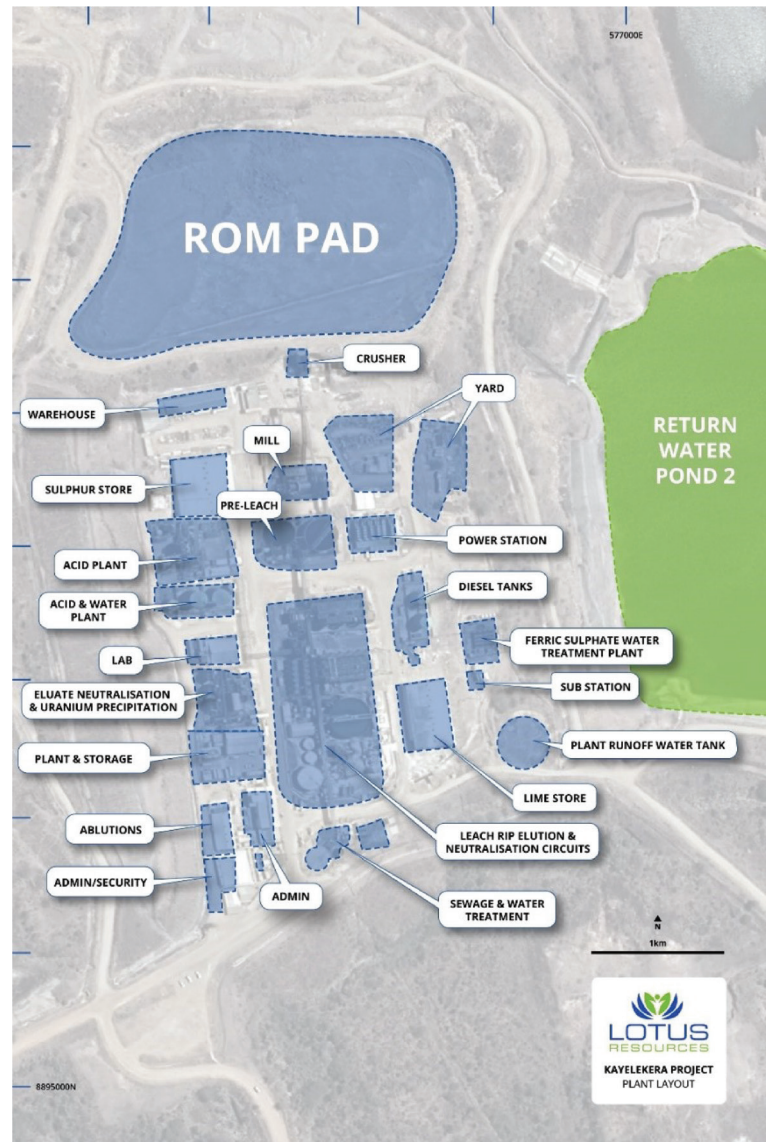 577000E
ROM PAD
CRUSHER
WAREHOUSE
YARD
MILL
RETURN
WATER
POND 2
SULPHUR STORE
PRE-LEACH
POWER STATION
ACID PLANT
DIESEL TANKS
ACID & WATER
PLANT
FERRIC SULPHATE WATER
TREATMENT PLANT
LAB
SUB STATION
ELUATE NEUTRALISATION
& URANIUM PRECIPITATION
PLANT RUNOFF WATER TANK
PLANT & STORAGE
LIME STORE
ABLUTIONS
LEACH RIP ELUTION &
NEUTRALISATION CIRCUITS
ADMIN/SECURITY
ADMIN
SEWAGE & WATER
TREATMENT
N
1km
LOTUS
RESOURCES
KAYELEKERA PROJECT
PLANT LAYOUT
8895000N